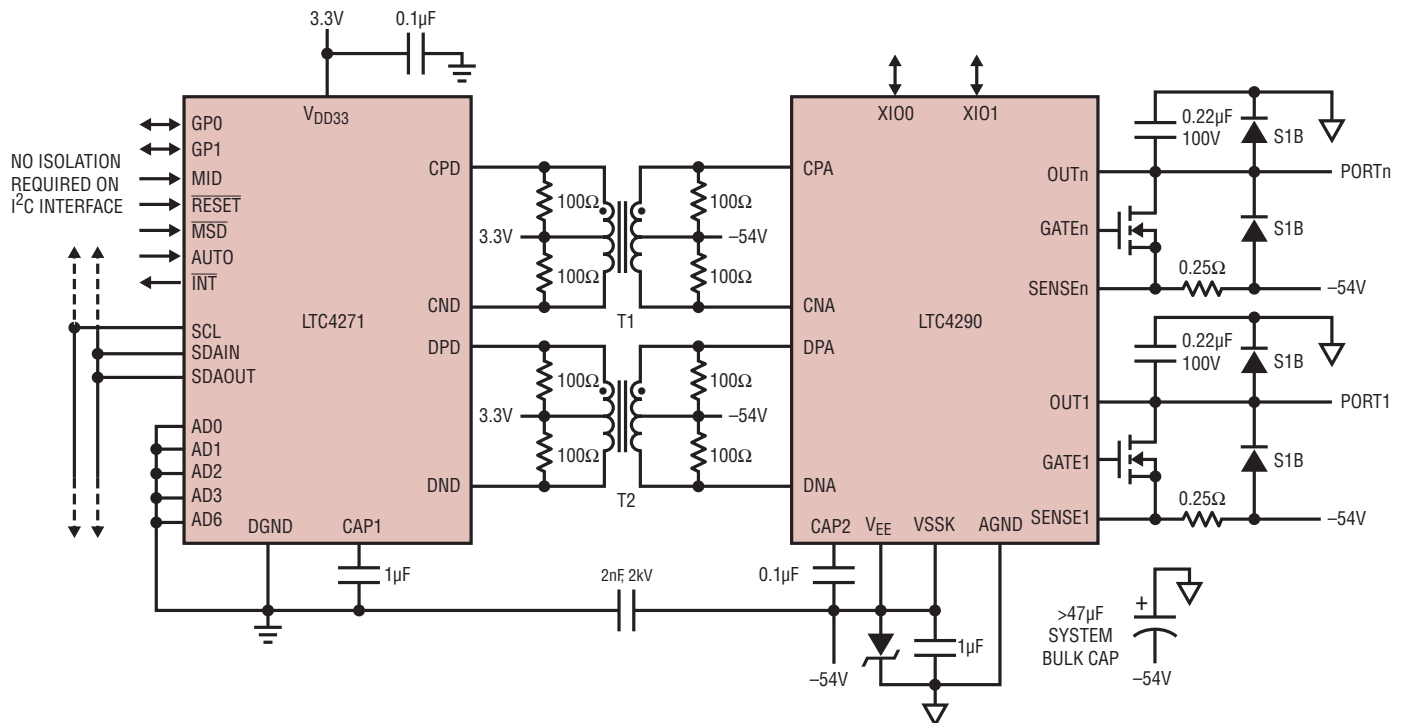 3.3V
0.1µF
V_DD33
GP0
GP1
MID
RESET
MSD
AUTO
INT
SCL
SDAIN
SDAOUT
AD0
AD1
AD2
AD3
AD6
NO ISOLATION
REQUIRED ON
I²C INTERFACE
LTC4271
CPD
CND
DPD
DND
DGND
CAP1
1µF
100Ω
100Ω
3.3V
–54V
100Ω
100Ω
T1
100Ω
100Ω
3.3V
–54V
100Ω
100Ω
T2
2nF, 2kV
XIO0
XIO1
CPA
CNA
DPA
DNA
LTC4290
OUTn
GATEn
SENSEn
OUT1
GATE1
SENSE1
CAP2
V_EE
VSSK
AGND
0.1µF
1µF
–54V
0.22µF
100V
S1B
PORTn
S1B
0.25Ω
–54V
0.22µF
100V
S1B
PORT1
S1B
0.25Ω
–54V
>47µF
SYSTEM
BULK CAP
+
–54V